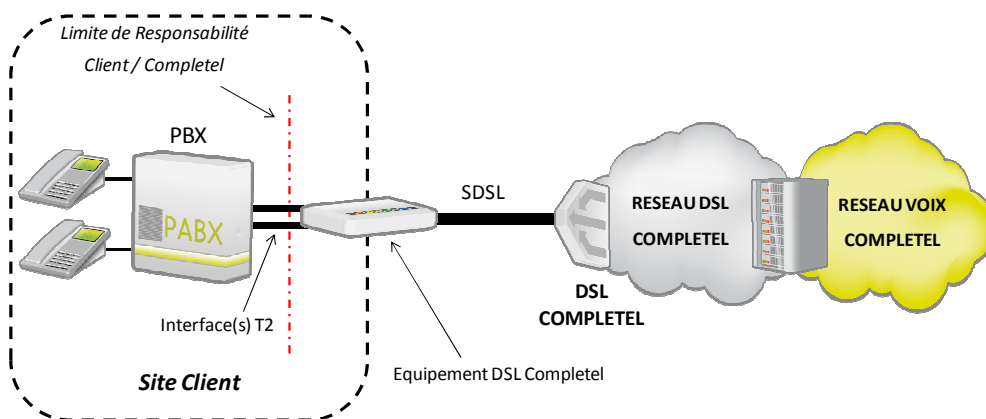 Limite de Responsabilité
Client / Completel
PBX
PABX
Interface(s) T2
Site Client
SDSL
Equipement DSL Completel
DSL
COMPLETEL
RESEAU DSL
COMPLETEL
RESEAU VOIX
COMPLETEL